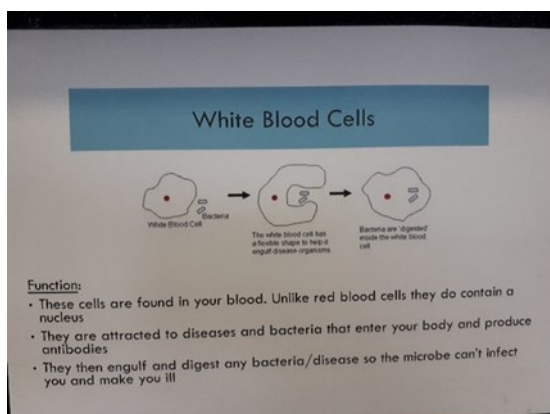 White Blood Cells
White Blood Cell
Bacteria
The white blood cell has
a flexible shape to help it
engulf disease organisms
Bacteria are 'digested'
inside the white blood
cell
Function:
• These cells are found in your blood. Unlike red blood cells they do contain a
nucleus
• They are attracted to diseases and bacteria that enter your body and produce
antibodies
• They then engulf and digest any bacteria/disease so the microbe can't infect
you and make you ill